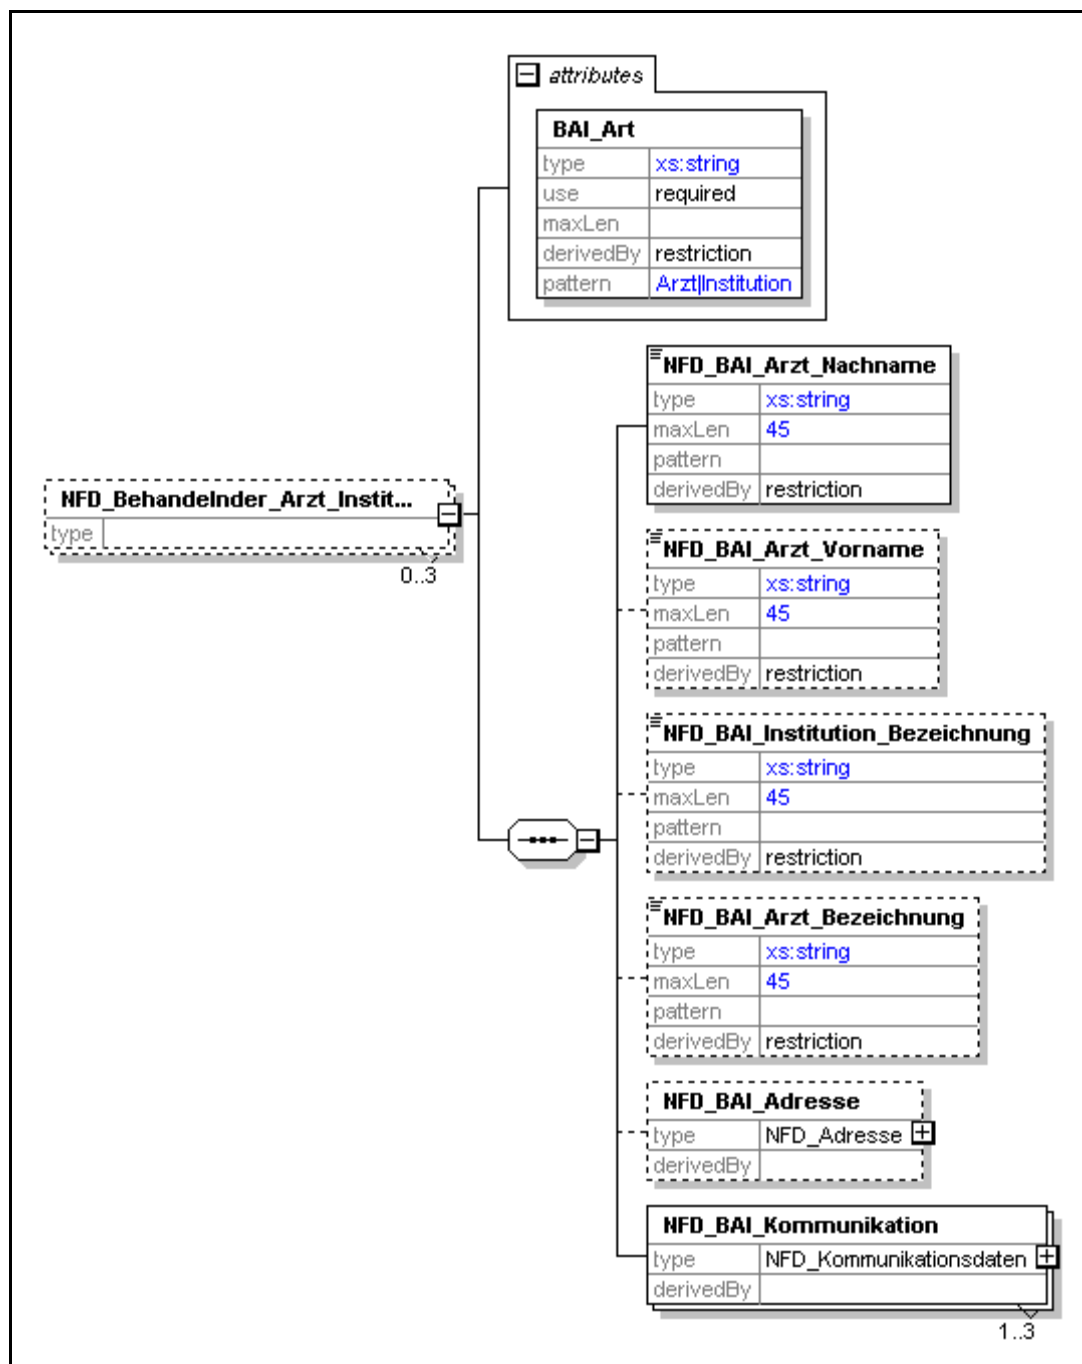 attributes
BAI_Art
type xs:string
use required
maxLen
derivedBy restriction
pattern Arzt|Institution
NFD_BAI_Arzt_Nachname
type xs:string
maxLen 45
pattern
derivedBy restriction
NFD_Behandelnder_Arzt_Instit...
type
0..3
NFD_BAI_Arzt_Vorname
type xs:string
maxLen 45
pattern
derivedBy restriction
NFD_BAI_Institution_Bezeichnung
type xs:string
maxLen 45
pattern
derivedBy restriction
NFD_BAI_Arzt_Bezeichnung
type xs:string
maxLen 45
pattern
derivedBy restriction
NFD_BAI_Adresse
type NFD_Adresse
derivedBy
NFD_BAI_Kommunikation
type NFD_Kommunikationsdaten
derivedBy
1..3